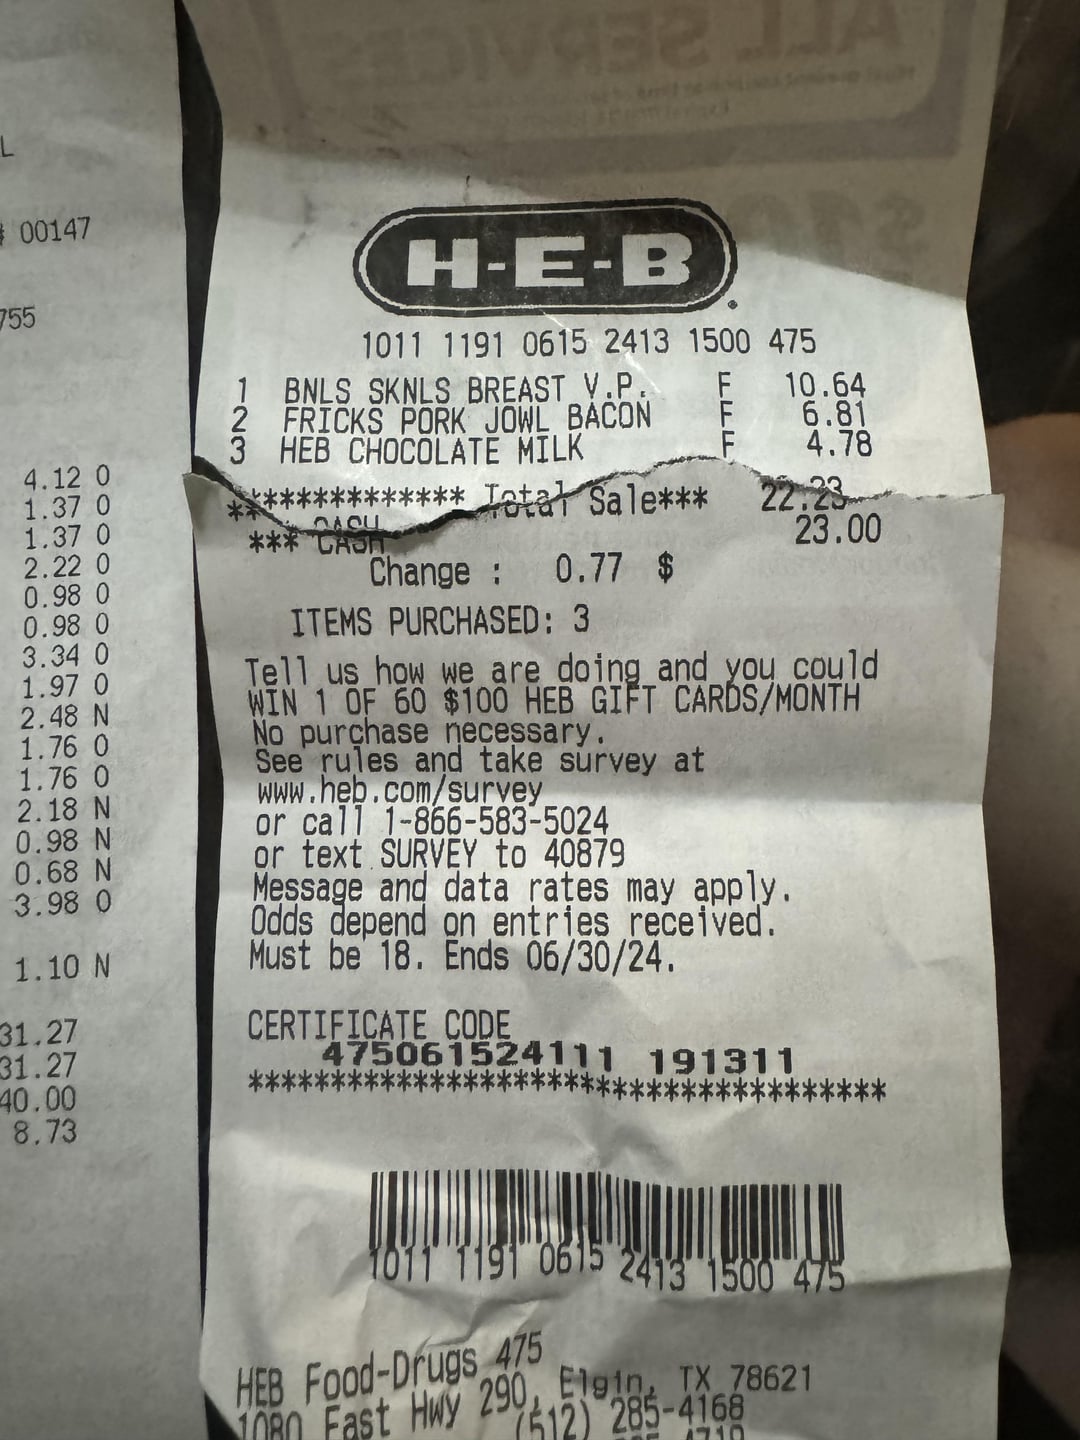 L
# 00147
755
4.12 O
1.37 O
1.37 O
2.22 O
0.98 O
0.98 O
3.34 O
1.97 O
2.48 N
1.76 O
1.76 O
2.18 N
0.98 N
0.68 N
3.98 O
1.10 N
31.27
31.27
40.00
8.73
ALL SERVICES
H-E-B
1011 1191 0615 2413 1500 475
1 BNLS SKNLS BREAST V.P. F 10.64
2 FRICKS PORK JOWL BACON F 6.81
3 HEB CHOCOLATE MILK F 4.78
************** Total Sale*** 22.23
*** CASH 23.00
Change : 0.77 $
ITEMS PURCHASED: 3
Tell us how we are doing and you could
WIN 1 OF 60 $100 HEB GIFT CARDS/MONTH
No purchase necessary.
See rules and take survey at
www.heb.com/survey
or call 1-866-583-5024
or text SURVEY to 40879
Message and data rates may apply.
Odds depend on entries received.
Must be 18. Ends 06/30/24.
CERTIFICATE CODE
475061524111 191311
***************************************
1011 1191 0615 2413 1500 475
HEB Food-Drugs 475
1080 East Hwy 290, Elgin, TX 78621
(512) 285-4168